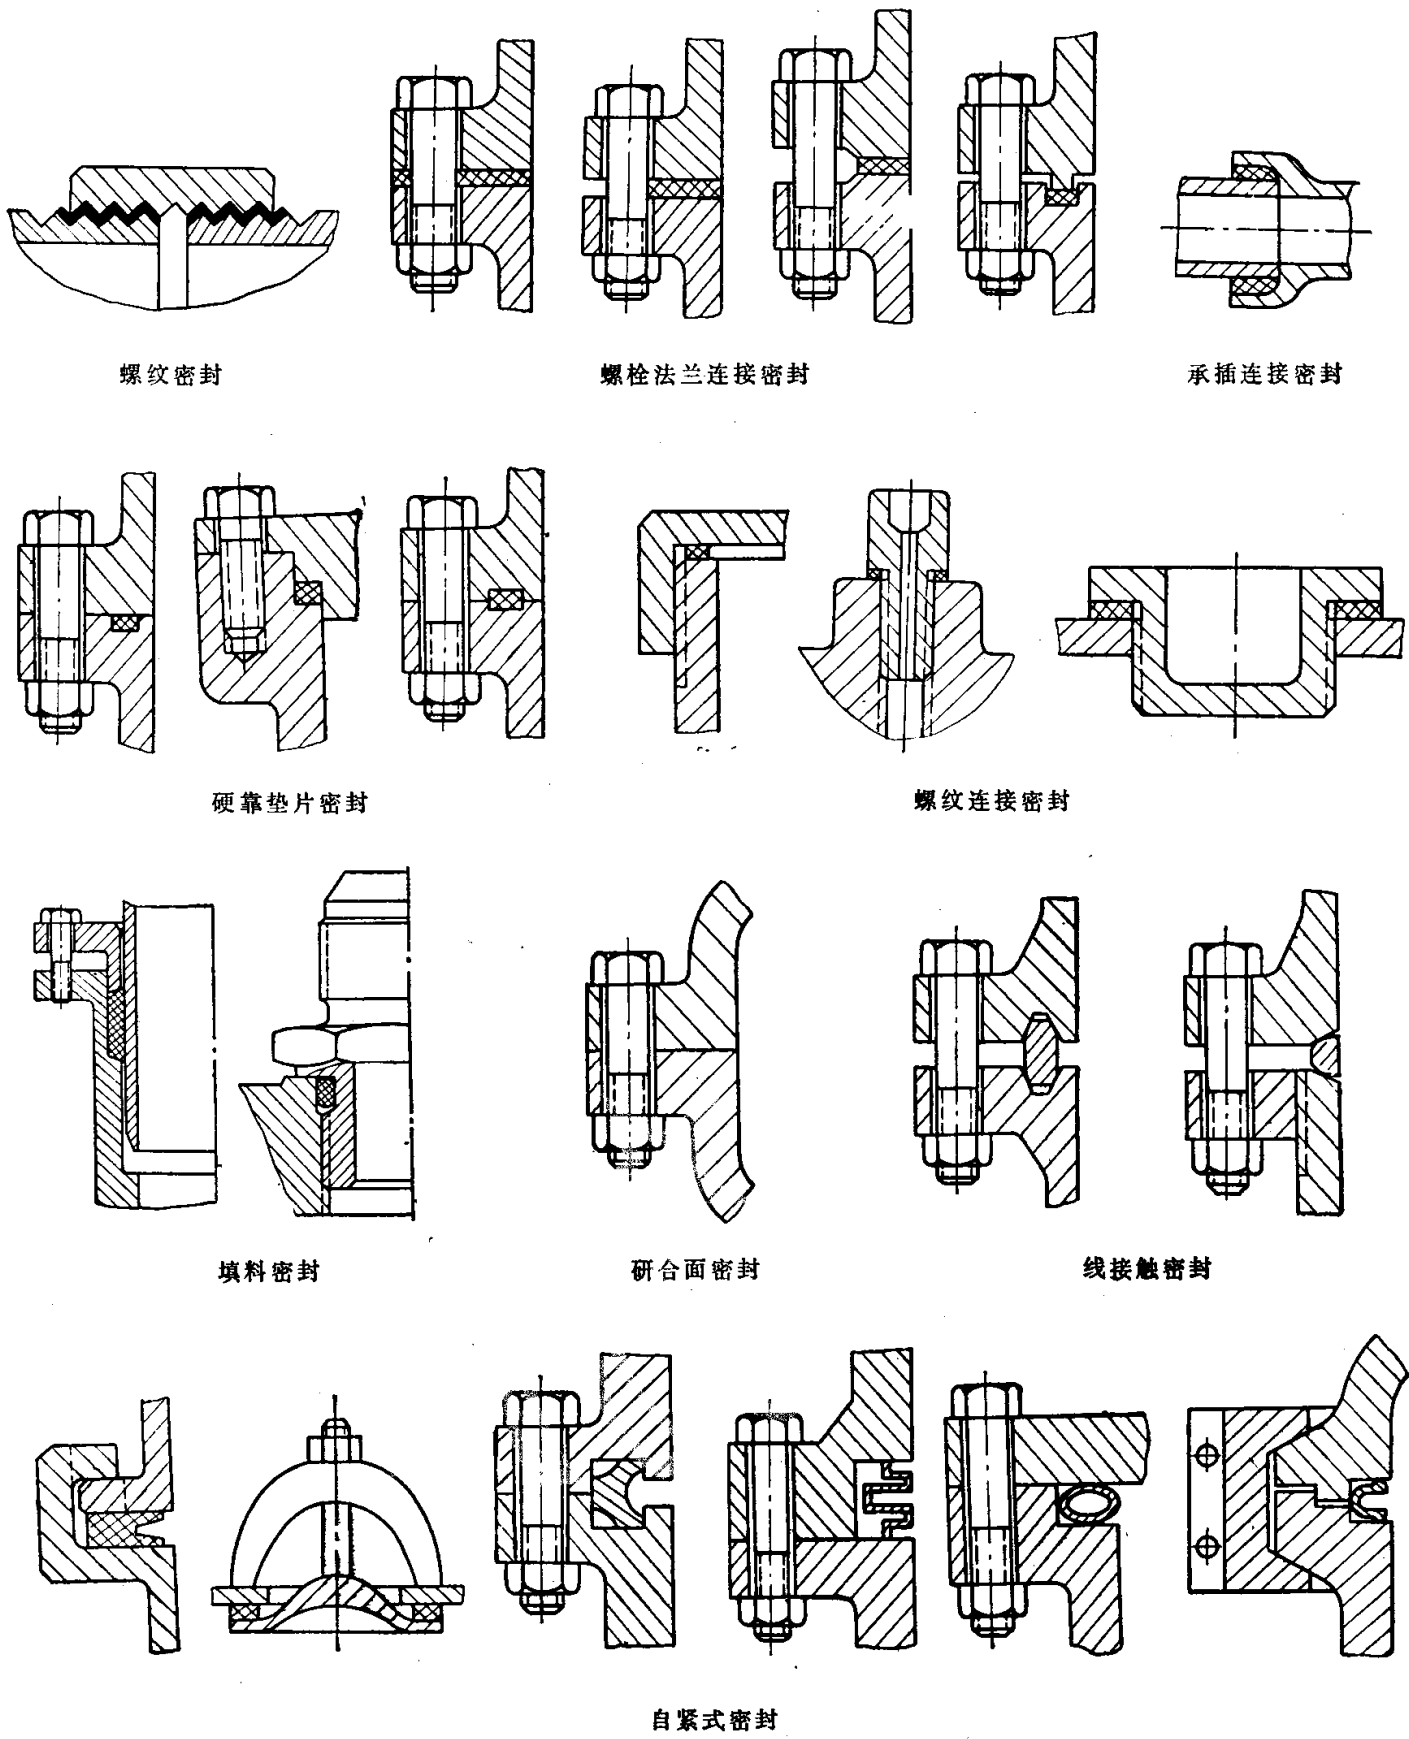 螺纹密封
螺栓法兰连接密封
承插连接密封
硬靠垫片密封
螺纹连接密封
填料密封
研合面密封
线接触密封
自紧式密封